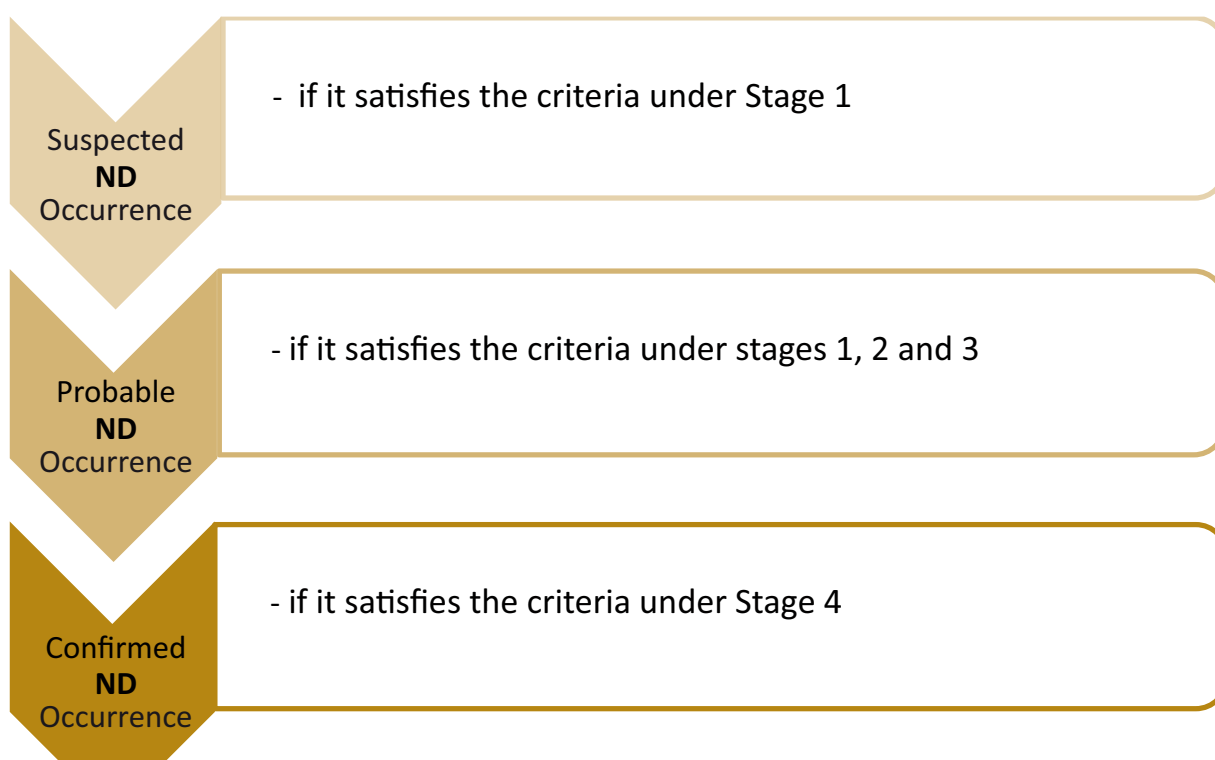 Suspected
ND
Occurrence
- if it satisfies the criteria under Stage 1
Probable
ND
Occurrence
- if it satisfies the criteria under stages 1, 2 and 3
Confirmed
ND
Occurrence
- if it satisfies the criteria under Stage 4